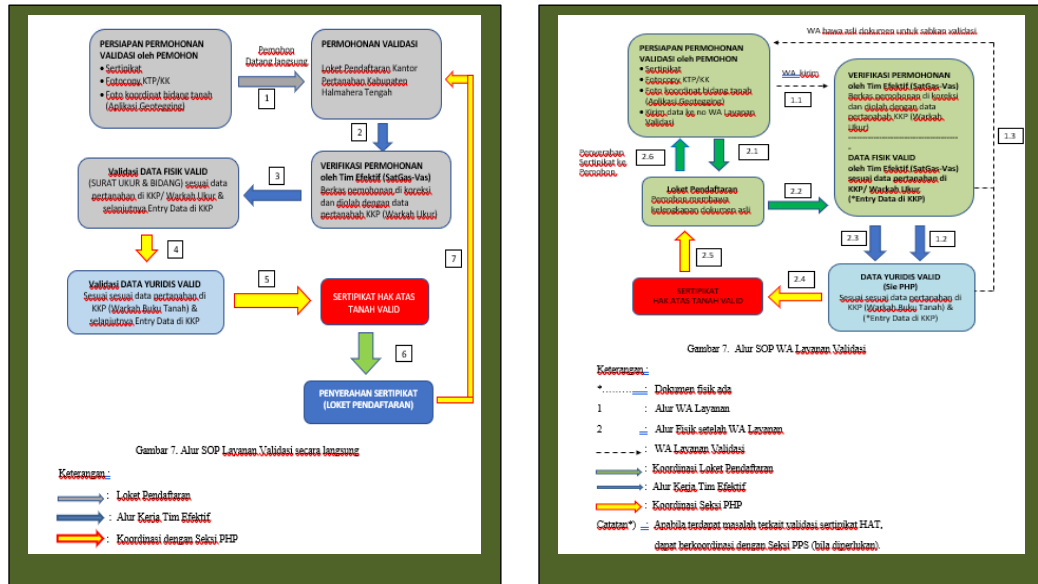 PERSIAPAN PERMOHONAN
VALIDASI oleh PEMOHON
• Sertipikat
• Fotocopy KTP/KK
• Foto koordinat bidang tanah
(Aplikasi Geotegging)
Pemohon
Datang langsung
1
PERMOHONAN VALIDASI
Loket Pendaftaran Kantor
Pertanahan Kabupaten
Halmahera Tengah
2
Validasi DATA FISIK VALID
(SURAT UKUR & BIDANG) sesuai data
pertanahan di KKP/ Warkah Ukur &
selanjutnya Entry Data di KKP
3
VERIFIKASI PERMOHONAN
oleh Tim Efektif (SatGas-Vas)
Berkas pemohonan di koreksi
dan diolah dengan data
pertanahab KKP (Warkah Ukur)
4
7
Validasi DATA YURIDIS VALID
Sesuai sesuai data pertanahan di
KKP (Warkah Buku Tanah) &
selanjutnya Entry Data di KKP
5
SERTIPIKAT HAK ATAS
TANAH VALID
6
PENYERAHAN SERTIPIKAT
(LOKET PENDAFTARAN)
Gambar 7. Alur SOP Layanan Validasi secara langsung
Keterangan :
: Loket Pendaftaran
: Alur Kerja Tim Efektif
: Koordinasi dengan Seksi PHP
WA bawa asli dokumen untuk sahkan validasi
PERSIAPAN PERMOHONAN
VALIDASI oleh PEMOHON
• Sertipikat
• Fotocopy KTP/KK
• Foto koordinat bidang tanah
(Aplikasi Geotegging)
• Kirim data ke no WA Layanan
Validasi
WA kirim
1.1
VERIFIKASI PERMOHONAN
oleh Tim Efektif (SatGas-Vas)
Berkas pemohonan di koreksi
dan diolah dengan data
pertanahab KKP (Warkah
Ukur)
-
DATA FISIK VALID
oleh Tim Efektif (SatGas-Vas)
sesuai data pertanahan di
KKP/ Warkah Ukur
(*Entry Data di KKP)
1.3
Penyerahan
Sertipikat ke
Pemohon
2.6
2.1
Loket Pendaftaran
Pemohon membawa
kelengkapan dokumen asli
2.2
2.3
1.2
2.5
SERTIPIKAT
HAK ATAS TANAH VALID
2.4
DATA YURIDIS VALID
(Sie PHP)
Sesuai sesuai data pertanahan di
KKP (Warkah Buku Tanah) &
(*Entry Data di KKP)
Gambar 7. Alur SOP WA Layanan Validasi
Keterangan :
*.............. : Dokumen fisik ada
1 : Alur WA Layanan
2 : Alur Fisik setelah WA Layanan
: WA Layanan Validasi
: Koordinasi Loket Pendaftaran
: Alur Kerja Tim Efektif
: Koordinasi Seksi PHP
Catatan*) : Apabila terdapat masalah terkait validasi sertipikat HAT,
dapat berkoordinasi dengan Seksi PPS (bila diperlukan).